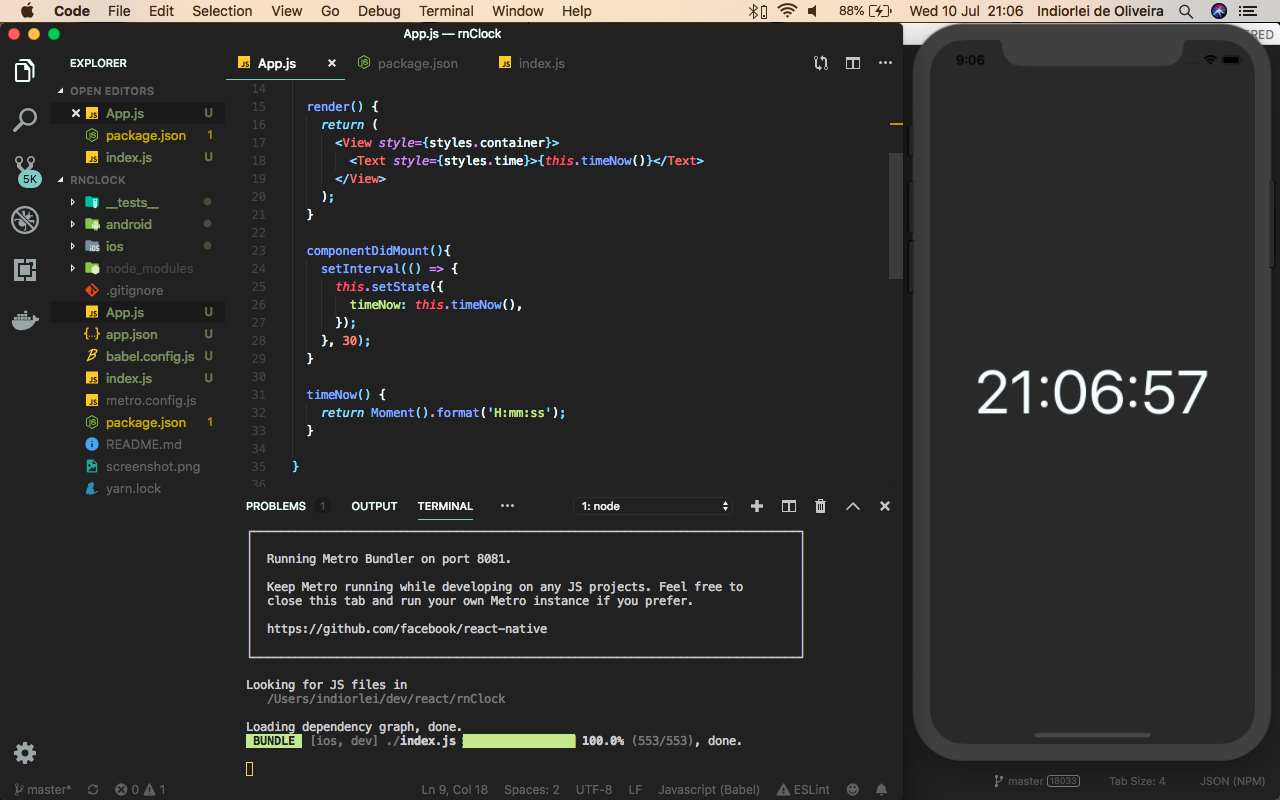 Code File Edit Selection View Go Debug Terminal Window Help 88% Wed 10 Jul 21:06 Indiorlei de Oliveira
App.js — rnClock
EXPLORER
App.js package.json index.js
OPEN EDITORS
App.js U
package.json 1
index.js U
RNCLOCK
__tests__
android
ios
node_modules
.gitignore
App.js U
app.json U
babel.config.js U
index.js U
metro.config.js
package.json 1
README.md
screenshot.png
yarn.lock
5K
14
15 render() {
16 return (
17 <View style={styles.container}>
18 <Text style={styles.time}>{this.timeNow()}</Text>
19 </View>
20 );
21 }
22
23 componentDidMount(){
24 setInterval(() => {
25 this.setState({
26 timeNow: this.timeNow(),
27 });
28 }, 30);
29 }
30
31 timeNow() {
32 return Moment().format('H:mm:ss');
33 }
34
35 }
36
PROBLEMS 1 OUTPUT TERMINAL ••• 1: node
Running Metro Bundler on port 8081.
Keep Metro running while developing on any JS projects. Feel free to
close this tab and run your own Metro instance if you prefer.
https://github.com/facebook/react-native
Looking for JS files in
/Users/indiorlei/dev/react/rnClock
Loading dependency graph, done.
BUNDLE [ios, dev] ./index.js 100.0% (553/553), done.
master* 0 1 Ln 9, Col 18 Spaces: 2 UTF-8 LF Javascript (Babel) ESLint
9:06
21:06:57
master 18033 Tab Size: 4 JSON (NPM)